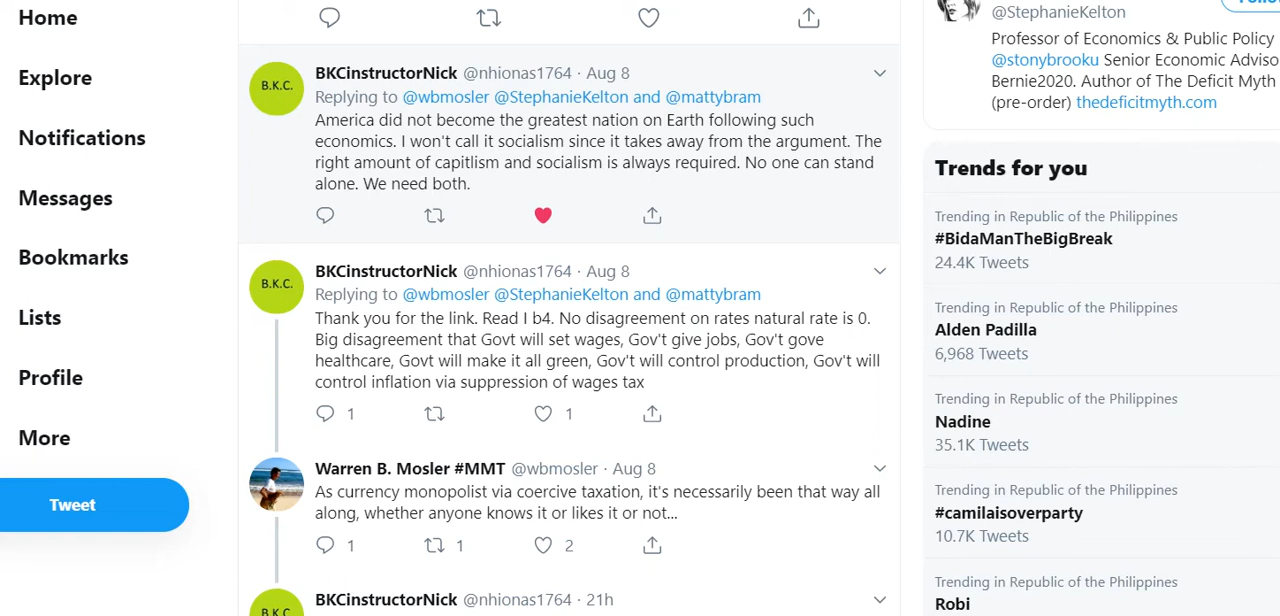 Home
Explore
Notifications
Messages
Bookmarks
Lists
Profile
More
Tweet
B.K.C.
BKCinstructorNick @nhionas1764 · Aug 8
Replying to @wbmosler @StephanieKelton and @mattybram
America did not become the greatest nation on Earth following such
economics. I won't call it socialism since it takes away from the argument. The
right amount of capitlism and socialism is always required. No one can stand
alone. We need both.
B.K.C.
BKCinstructorNick @nhionas1764 · Aug 8
Replying to @wbmosler @StephanieKelton and @mattybram
Thank you for the link. Read I b4. No disagreement on rates natural rate is 0.
Big disagreement that Govt will set wages, Gov't give jobs, Gov't gove
healthcare, Govt will make it all green, Gov't will control production, Gov't will
control inflation via suppression of wages tax
1 1
Warren B. Mosler #MMT @wbmosler · Aug 8
As currency monopolist via coercive taxation, it's necessarily been that way all
along, whether anyone knows it or likes it or not...
1 1 2
B.K.C.
BKCinstructorNick @nhionas1764 · 21h
@StephanieKelton
Professor of Economics & Public Policy
@stonybrooku Senior Economic Adviso
Bernie2020. Author of The Deficit Myth
(pre-order) thedeficitmyth.com
Trends for you
Trending in Republic of the Philippines
#BidaManTheBigBreak
24.4K Tweets
Trending in Republic of the Philippines
Alden Padilla
6,968 Tweets
Trending in Republic of the Philippines
Nadine
35.1K Tweets
Trending in Republic of the Philippines
#camilaisoverparty
10.7K Tweets
Trending in Republic of the Philippines
Robi